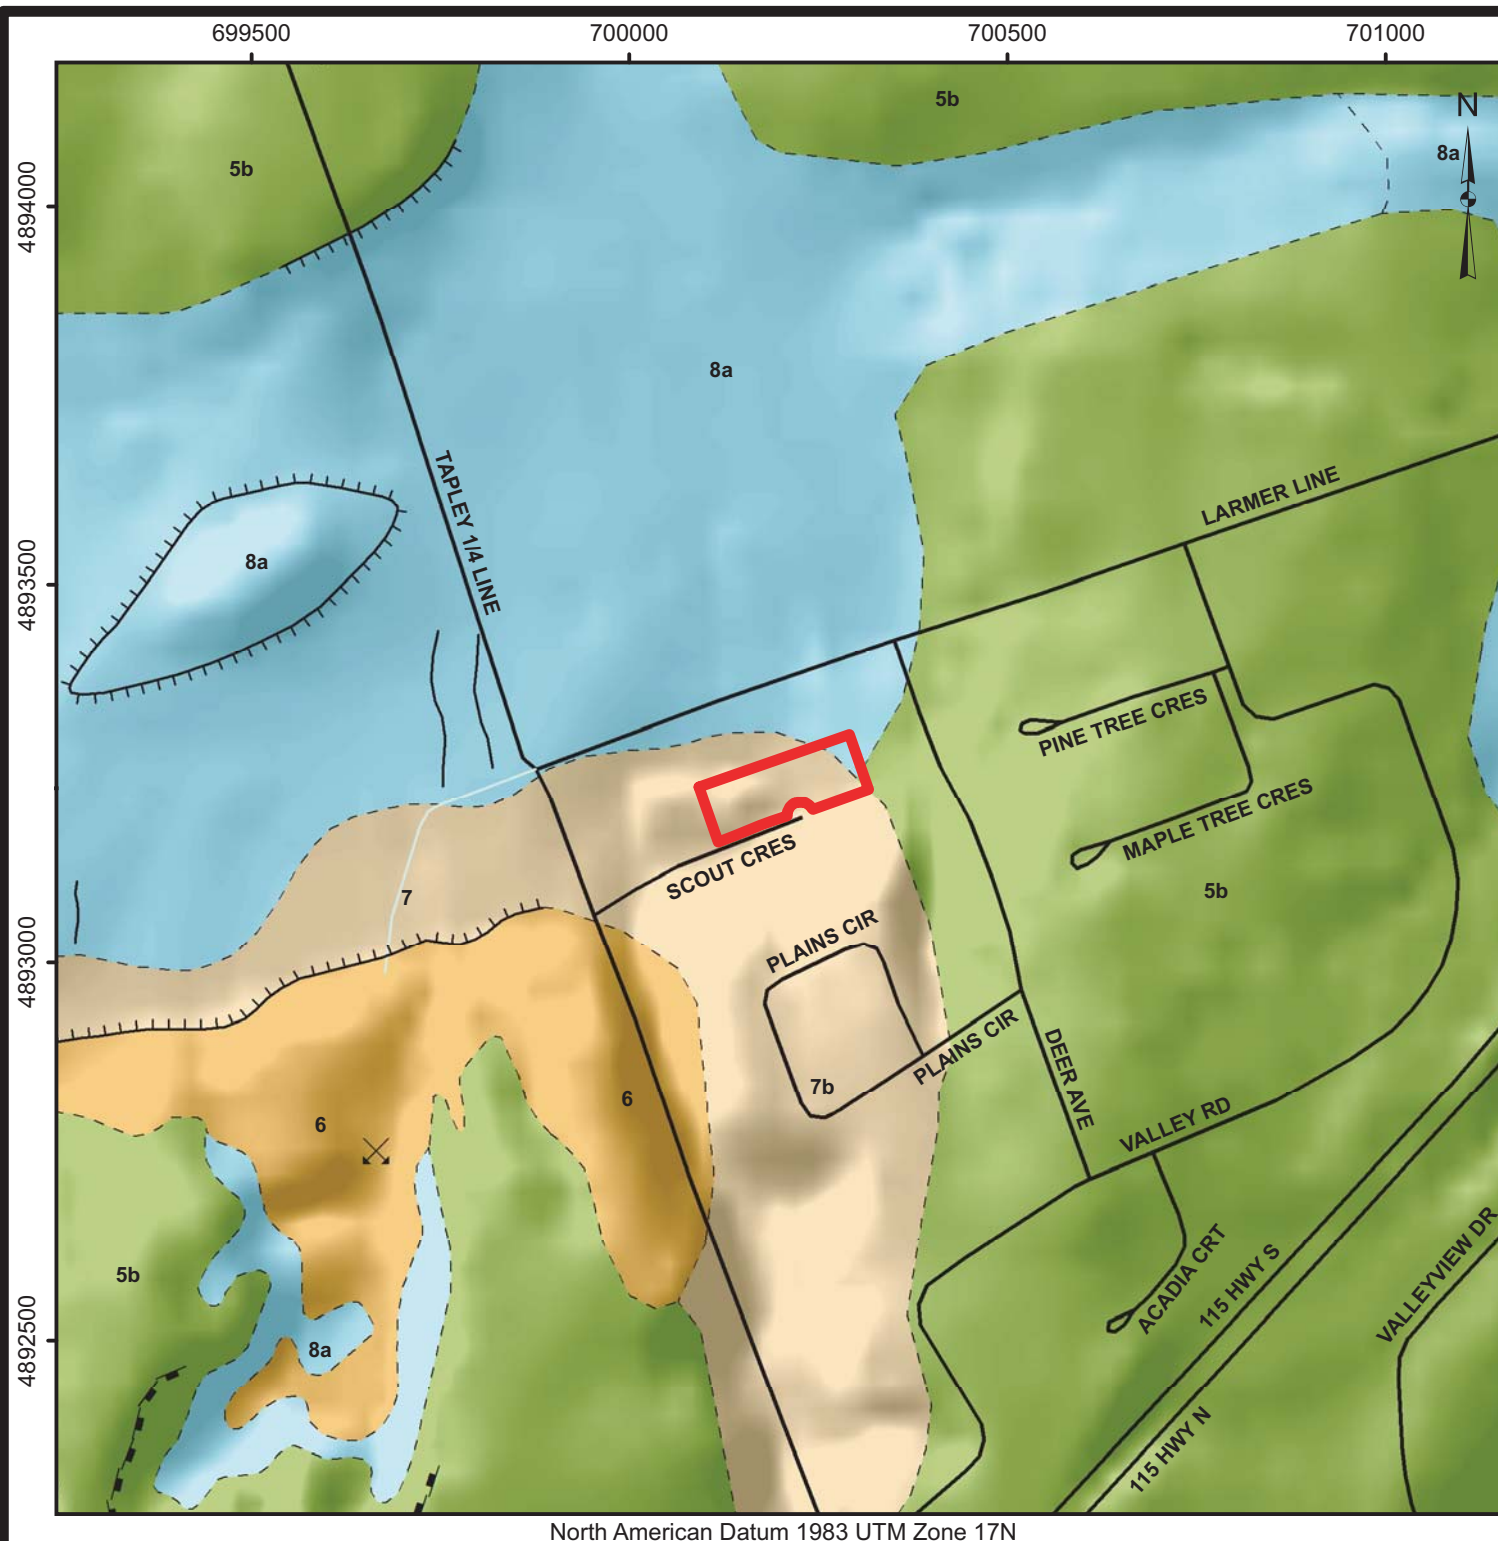 699500 700000 700500 701000
5b
N
8a
5b
4894000
8a
TAPLEY 1/4 LINE
LARMER LINE
8a
4893500
PINE TREE CRES
MAPLE TREE CRES
SCOUT CRES
7
5b
PLAINS CIR
4893000
PLAINS CIR
DEER AVE
7b
6
6
VALLEY RD
5b
ACADIA CRT
115 HWY S
VALLEYVIEW DR
8a
4892500
115 HWY N
North American Datum 1983 UTM Zone 17N